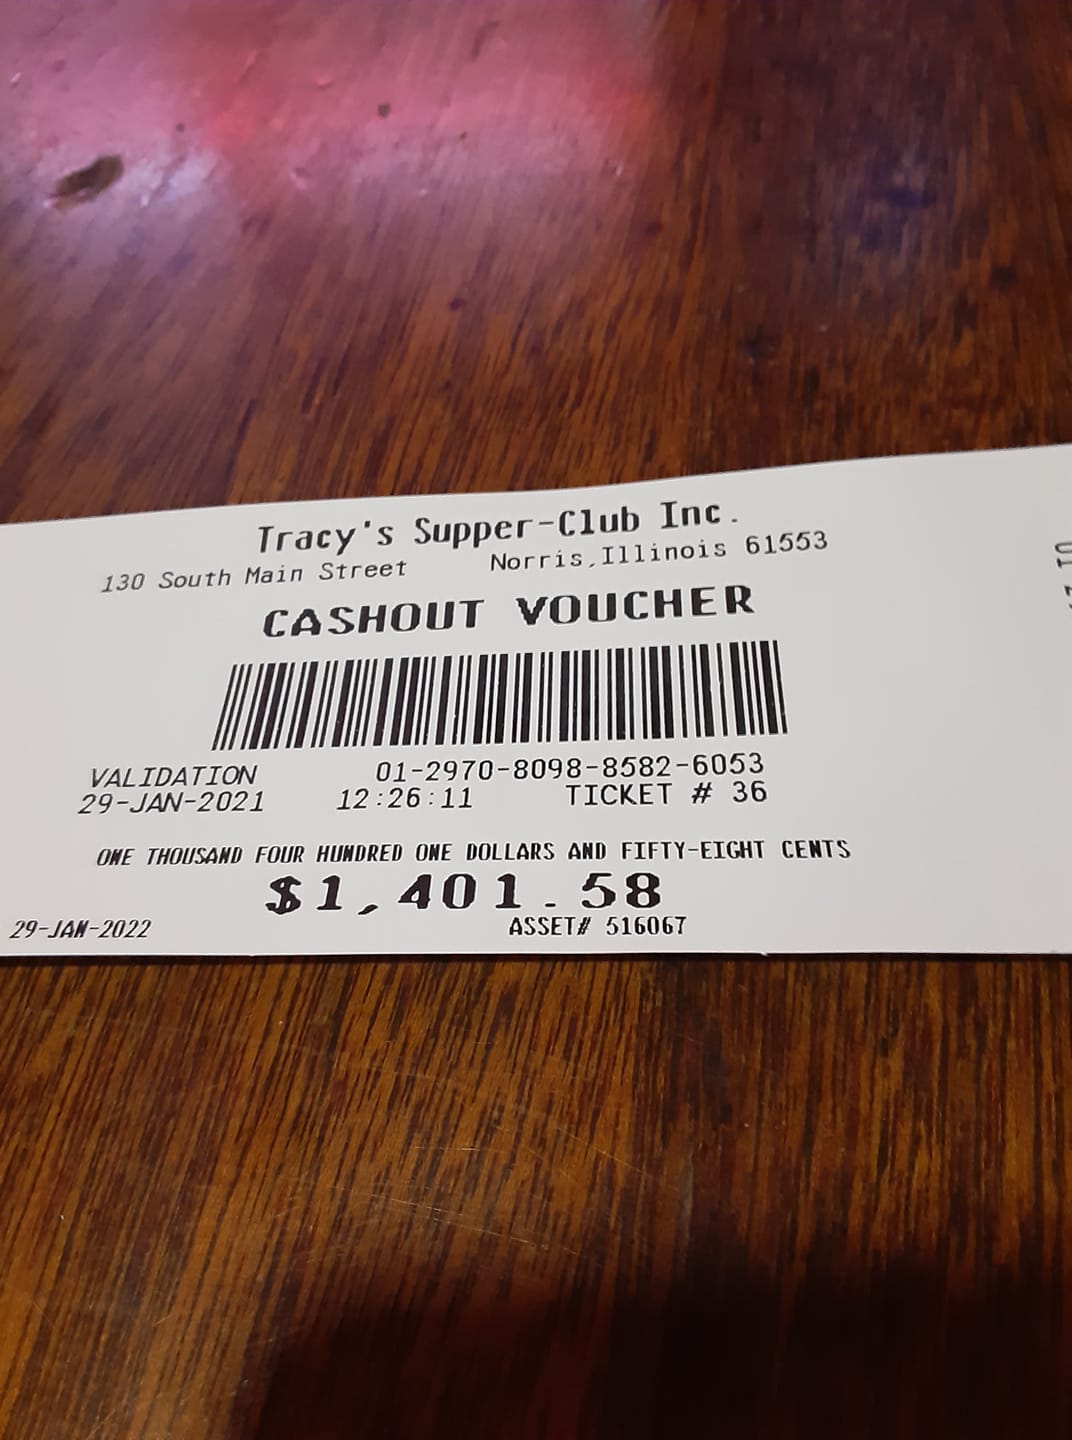 Tracy's Supper-Club Inc.
130 South Main Street Norris,Illinois 61553
CASHOUT VOUCHER
VALIDATION 01-2970-8098-8582-6053
29-JAN-2021 12:26:11 TICKET # 36
ONE THOUSAND FOUR HUNDRED ONE DOLLARS AND FIFTY-EIGHT CENTS
$1,401.58
29-JAN-2022 ASSET# 516067